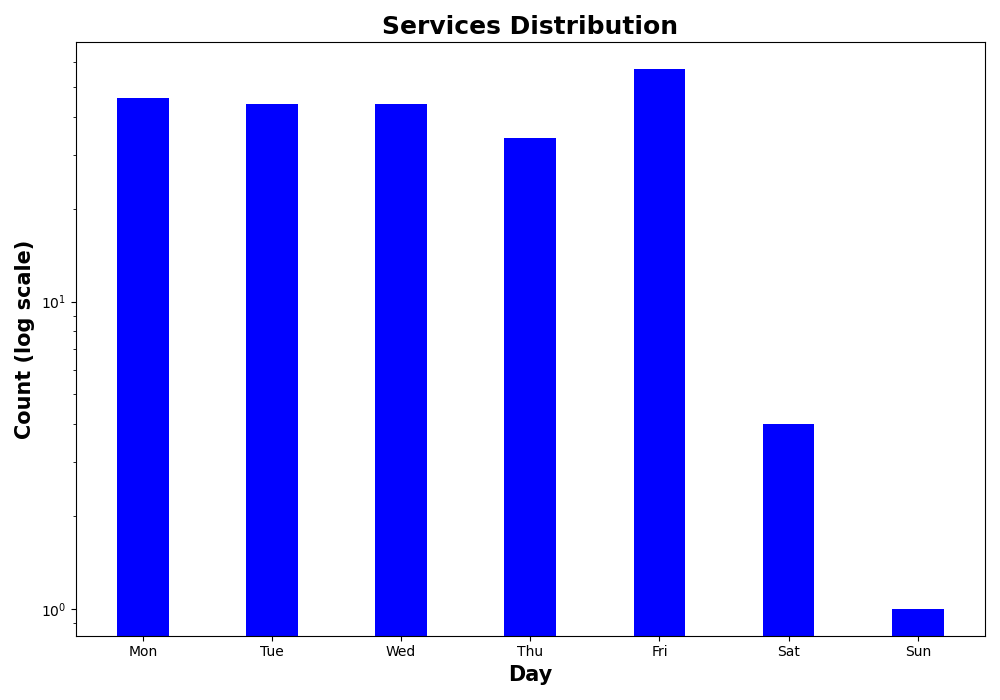 Services Distribution
Count (log scale)
10¹
10⁰
Mon Tue Wed Thu Fri Sat Sun
Day